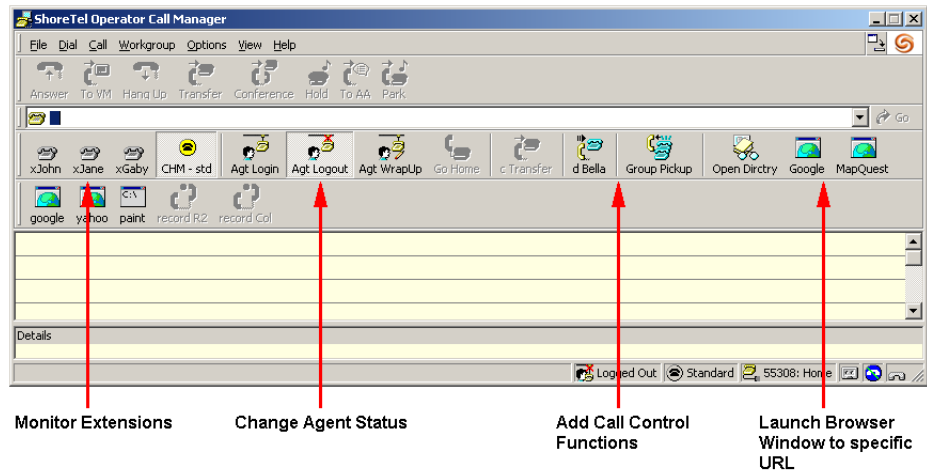 ShoreTel Operator Call Manager
File Dial Call Workgroup Options View Help
Answer To VM Hang Up Transfer Conference Hold To AA Park
Go
xJohn xJane xGaby CHM - std Agt Login Agt Logout Agt WrapUp Go Home c Transfer d Bella Group Pickup Open Dirctry Google MapQuest
C:\
google yahoo paint record R2 record Col
Details
Logged Out Standard 55308: Home
Monitor Extensions
Change Agent Status
Add Call Control
Functions
Launch Browser
Window to specific
URL